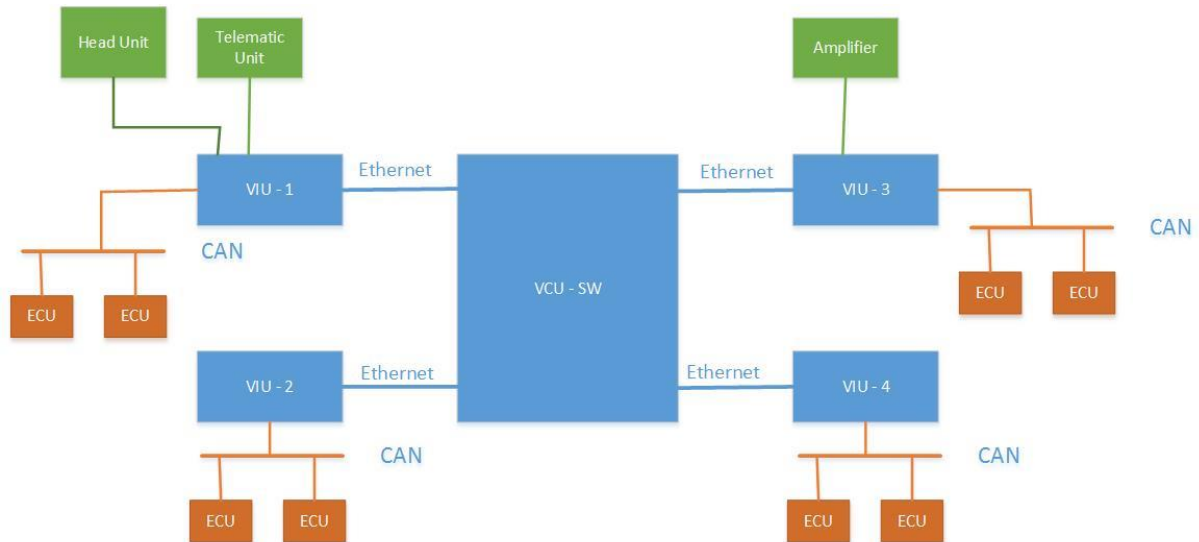 Head Unit
Telematic
Unit
Amplifier
Ethernet
Ethernet
VIU - 1
VIU - 3
CAN
CAN
VCU - SW
ECU
ECU
ECU
ECU
Ethernet
Ethernet
VIU - 2
VIU - 4
CAN
CAN
ECU
ECU
ECU
ECU